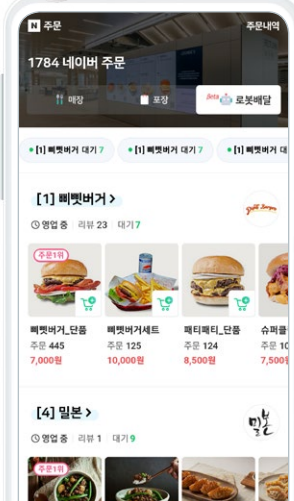 N 주문
주문내역
1784 네이버 주문
매장
포장
Beta 로봇배달
[1] 삐삣버거 대기 7
[1] 삐삣버거 대기 7
[1] 삐삣버거 대
[1] 삐삣버거 >
영업 중 리뷰 23 대기 7
주문1위
삐삣버거_단품
주문 445
7,000원
삐삣버거세트
주문 125
10,000원
패티패티_단품
주문 124
8,500원
슈퍼클
주문 10
7,500원
[4] 밀본 >
밀본
영업 중 리뷰 1 대기 9
주문1위